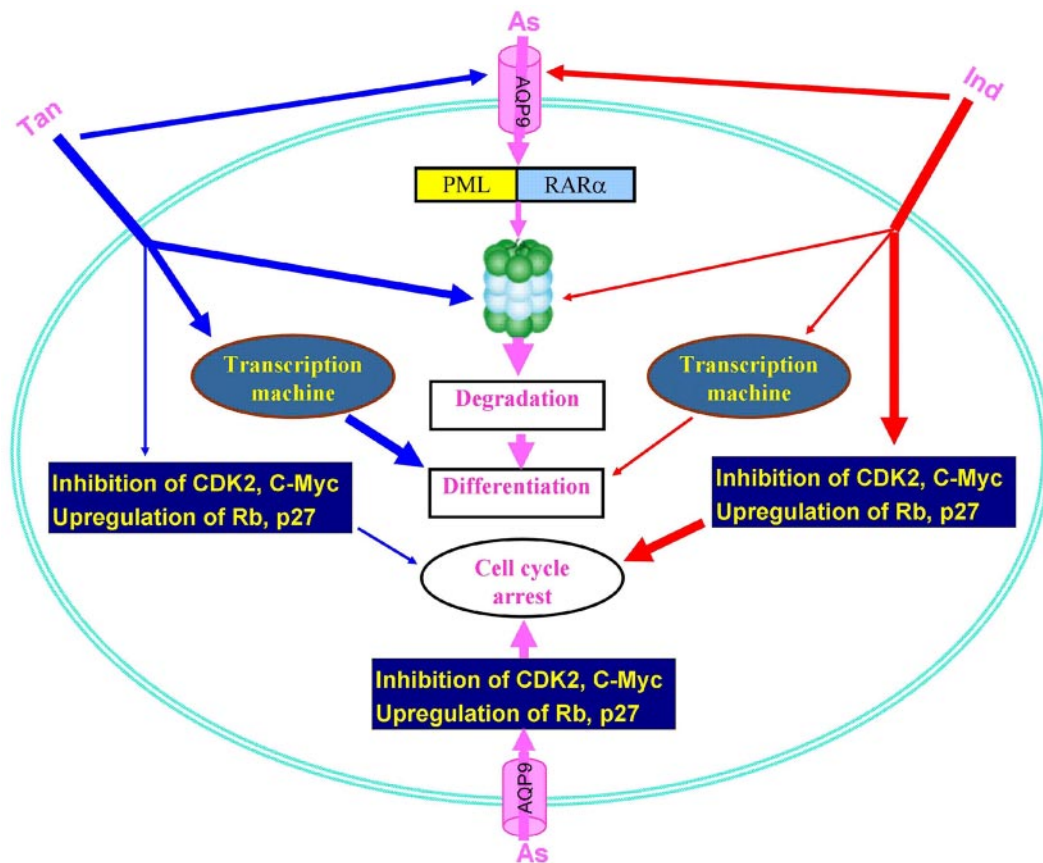 As
AQP9
Tan
Ind
PML RARα
Transcription
machine
Transcription
machine
Degradation
Differentiation
Inhibition of CDK2, C-Myc
Upregulation of Rb, p27
Inhibition of CDK2, C-Myc
Upregulation of Rb, p27
Cell cycle
arrest
Inhibition of CDK2, C-Myc
Upregulation of Rb, p27
AQP9
As